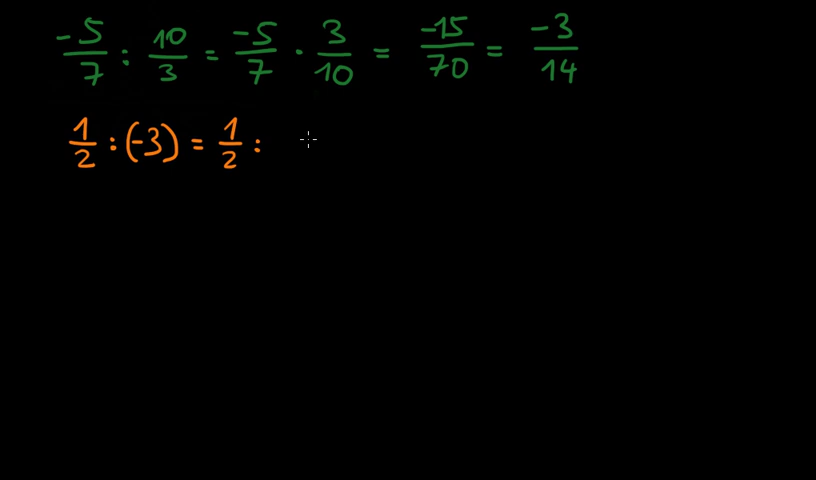 -5/7 : 10/3 = -5/7 · 3/10 = -15/70 = -3/14
1/2 : (-3) = 1/2 :